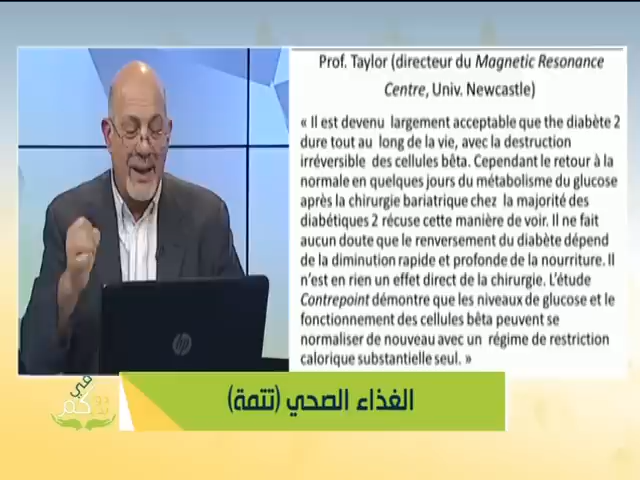 Prof. Taylor (directeur du Magnetic Resonance
Centre, Univ. Newcastle)
« Il est devenu largement acceptable que the diabète 2
dure tout au long de la vie, avec la destruction
irréversible des cellules bêta. Cependant le retour à la
normale en quelques jours du métabolisme du glucose
après la chirurgie bariatrique chez la majorité des
diabétiques 2 récuse cette manière de voir. Il ne fait
aucun doute que le renversement du diabète dépend
de la diminution rapide et profonde de la nourriture. Il
n'est en rien un effet direct de la chirurgie. L'étude
Contrepoint démontre que les niveaux de glucose et le
fonctionnement des cellules bêta peuvent se
normaliser de nouveau avec un régime de restriction
calorique substantielle seul. »
hp
الغذاء الصحي (تتمة)
في